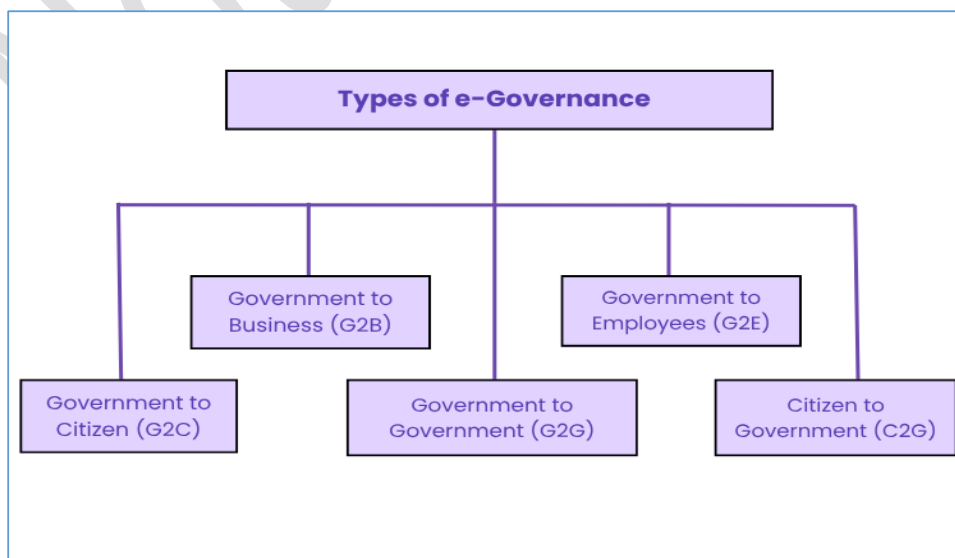 Types of e-Governance
Government to
Business (G2B)
Government to
Employees (G2E)
Government to
Citizen (G2C)
Government to
Government (G2G)
Citizen to
Government (C2G)